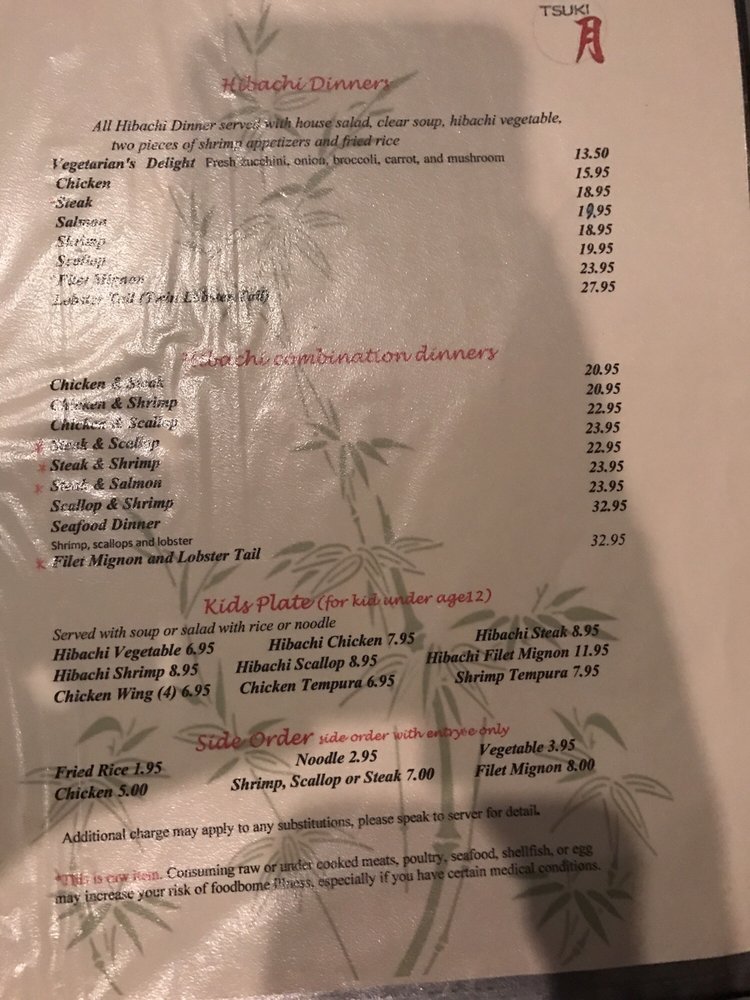 TSUKI
月
Hibachi Dinners
All Hibachi Dinner served with house salad, clear soup, hibachi vegetable,
two pieces of shrimp appetizers and fried rice
Vegetarian's Delight Fresh zucchini, onion, broccoli, carrot, and mushroom 13.50
Chicken 15.95
*Steak 18.95
Salmon 19.95
Shrimp 18.95
Scallop 19.95
*Filet Mignon 23.95
Lobster Tail (Twin Lobster Tail) 27.95
Hibachi combination dinners
Chicken & Steak 20.95
Chicken & Shrimp 20.95
Chicken & Scallop 22.95
* Steak & Scallop 23.95
* Steak & Shrimp 22.95
* Steak & Salmon 23.95
Scallop & Shrimp 23.95
Seafood Dinner 32.95
Shrimp, scallops and lobster
* Filet Mignon and Lobster Tail 32.95
Kids Plate (for kid under age12)
Served with soup or salad with rice or noodle
Hibachi Vegetable 6.95 Hibachi Chicken 7.95 Hibachi Steak 8.95
Hibachi Shrimp 8.95 Hibachi Scallop 8.95 Hibachi Filet Mignon 11.95
Chicken Wing (4) 6.95 Chicken Tempura 6.95 Shrimp Tempura 7.95
Side Order side order with entryee only
Fried Rice 1.95 Noodle 2.95 Vegetable 3.95
Chicken 5.00 Shrimp, Scallop or Steak 7.00 Filet Mignon 8.00
Additional charge may apply to any substitutions, please speak to server for detail.
*This is raw item. Consuming raw or under cooked meats, poultry, seafood, shellfish, or egg
may increase your risk of foodborne illness, especially if you have certain medical conditions.